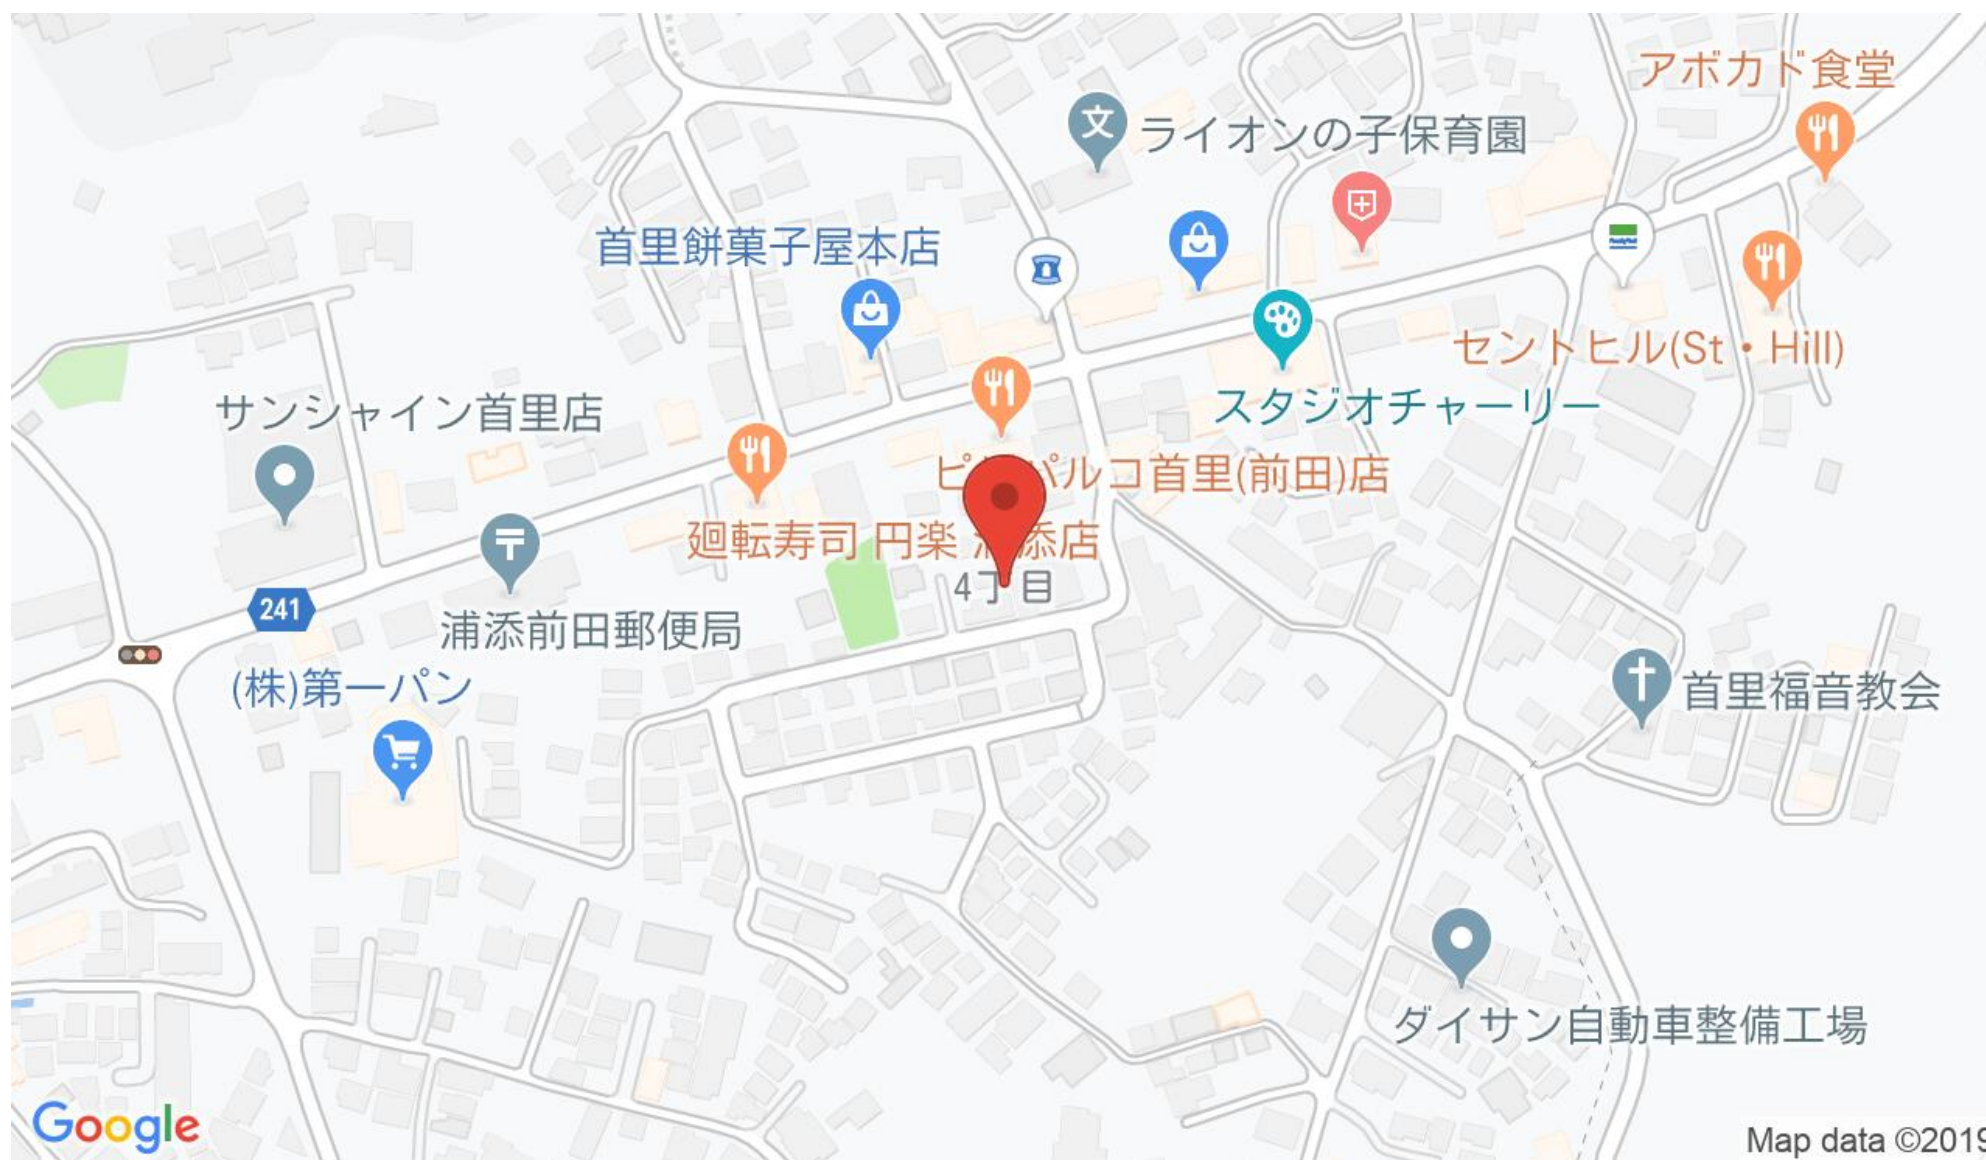 アボカド食堂
文
ライオンの子保育園
首里餅菓子屋本店
セントヒル(St・Hill)
サンシャイン首里店
スタジオチャーリー
パルコ首里(前田)店
廻転寿司 円楽 添店
4丁目
241
浦添前田郵便局
(株)第一パン
首里福音教会
ダイサン自動車整備工場
Google
Map data ©2019